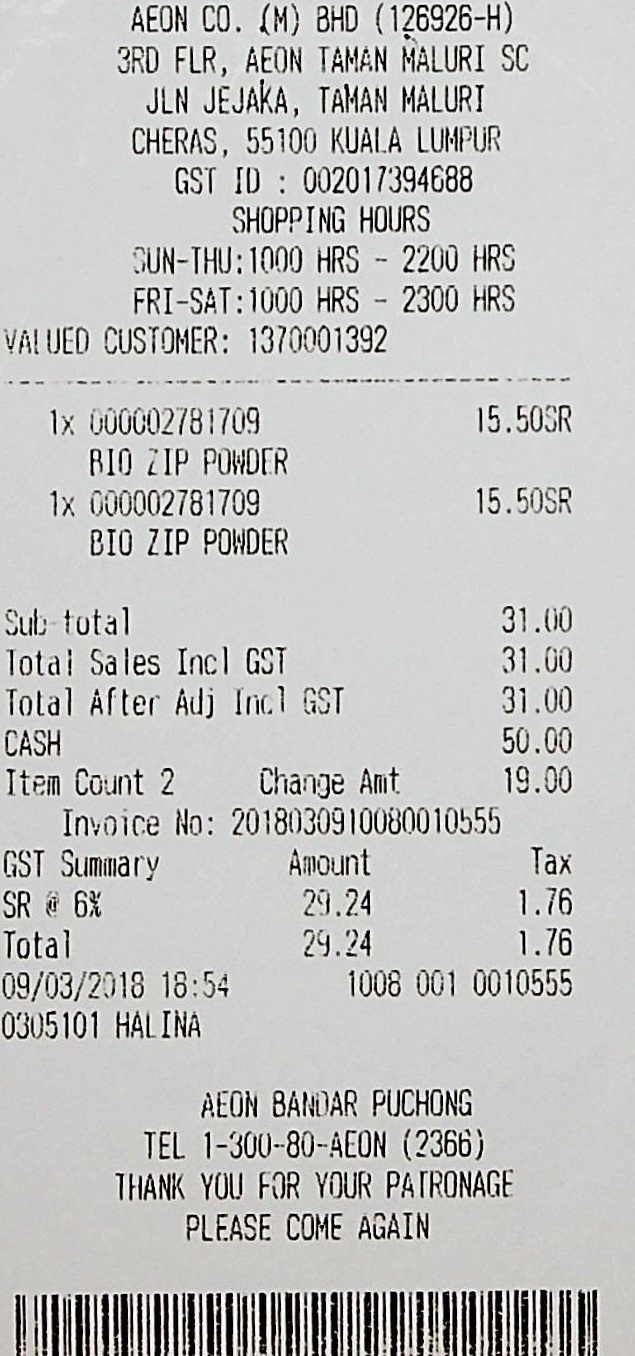 AEON CO. (M) BHD (126926-H)
3RD FLR, AEON TAMAN MALURI SC
JLN JEJAKA, TAMAN MALURI
CHERAS, 55100 KUALA LUMPUR
GST ID : 002017394688
SHOPPING HOURS
SUN-THU:1000 HRS - 2200 HRS
FRI-SAT:1000 HRS - 2300 HRS
VALUED CUSTOMER: 1370001392
1x 000002781709 15.50SR
BIO ZIP POWDER
1x 000002781709 15.50SR
BIO ZIP POWDER
Sub-total 31.00
Total Sales Incl GST 31.00
Total After Adj Incl GST 31.00
CASH 50.00
Item Count 2 Change Amt 19.00
Invoice No: 2018030910080010555
GST Summary Amount Tax
SR @ 6% 29.24 1.76
Total 29.24 1.76
09/03/2018 18:54 1008 001 0010555
0305101 HALINA
AEON BANDAR PUCHONG
TEL 1-300-80-AEON (2366)
THANK YOU FOR YOUR PATRONAGE
PLEASE COME AGAIN